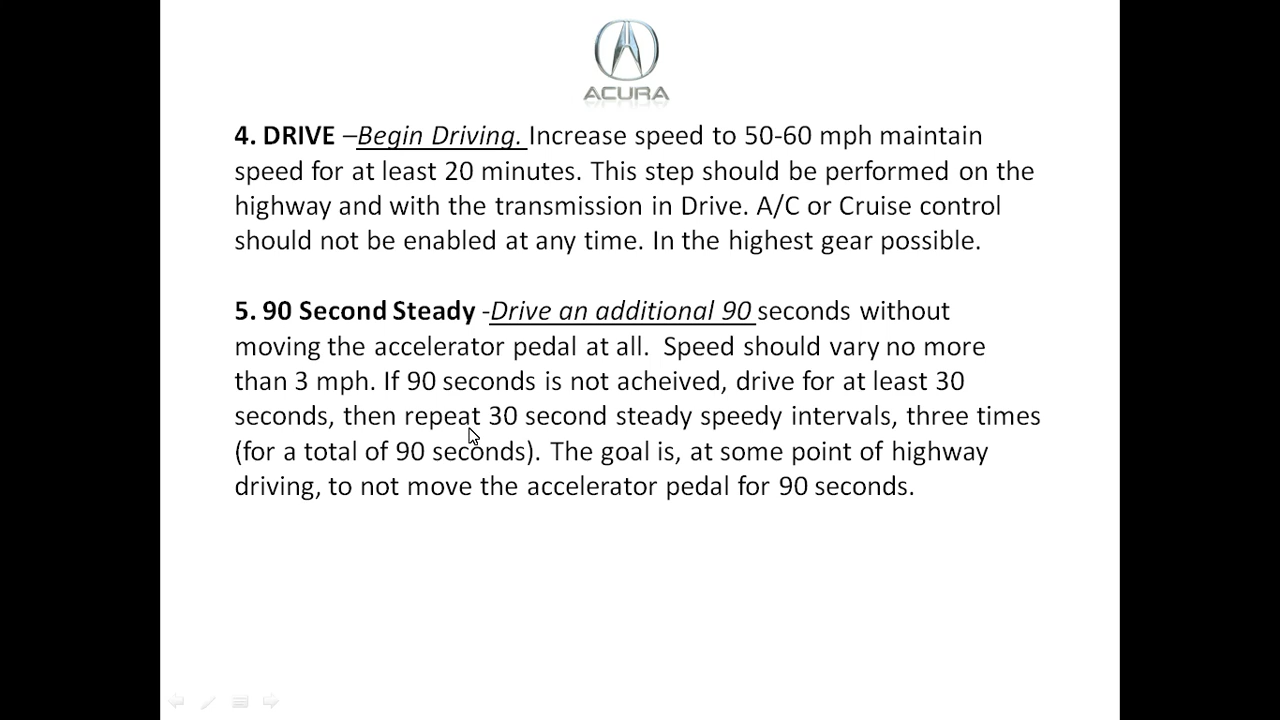 ACURA
4. DRIVE –Begin Driving. Increase speed to 50-60 mph maintain
speed for at least 20 minutes. This step should be performed on the
highway and with the transmission in Drive. A/C or Cruise control
should not be enabled at any time. In the highest gear possible.
5. 90 Second Steady -Drive an additional 90 seconds without
moving the accelerator pedal at all. Speed should vary no more
than 3 mph. If 90 seconds is not acheived, drive for at least 30
seconds, then repeat 30 second steady speedy intervals, three times
(for a total of 90 seconds). The goal is, at some point of highway
driving, to not move the accelerator pedal for 90 seconds.